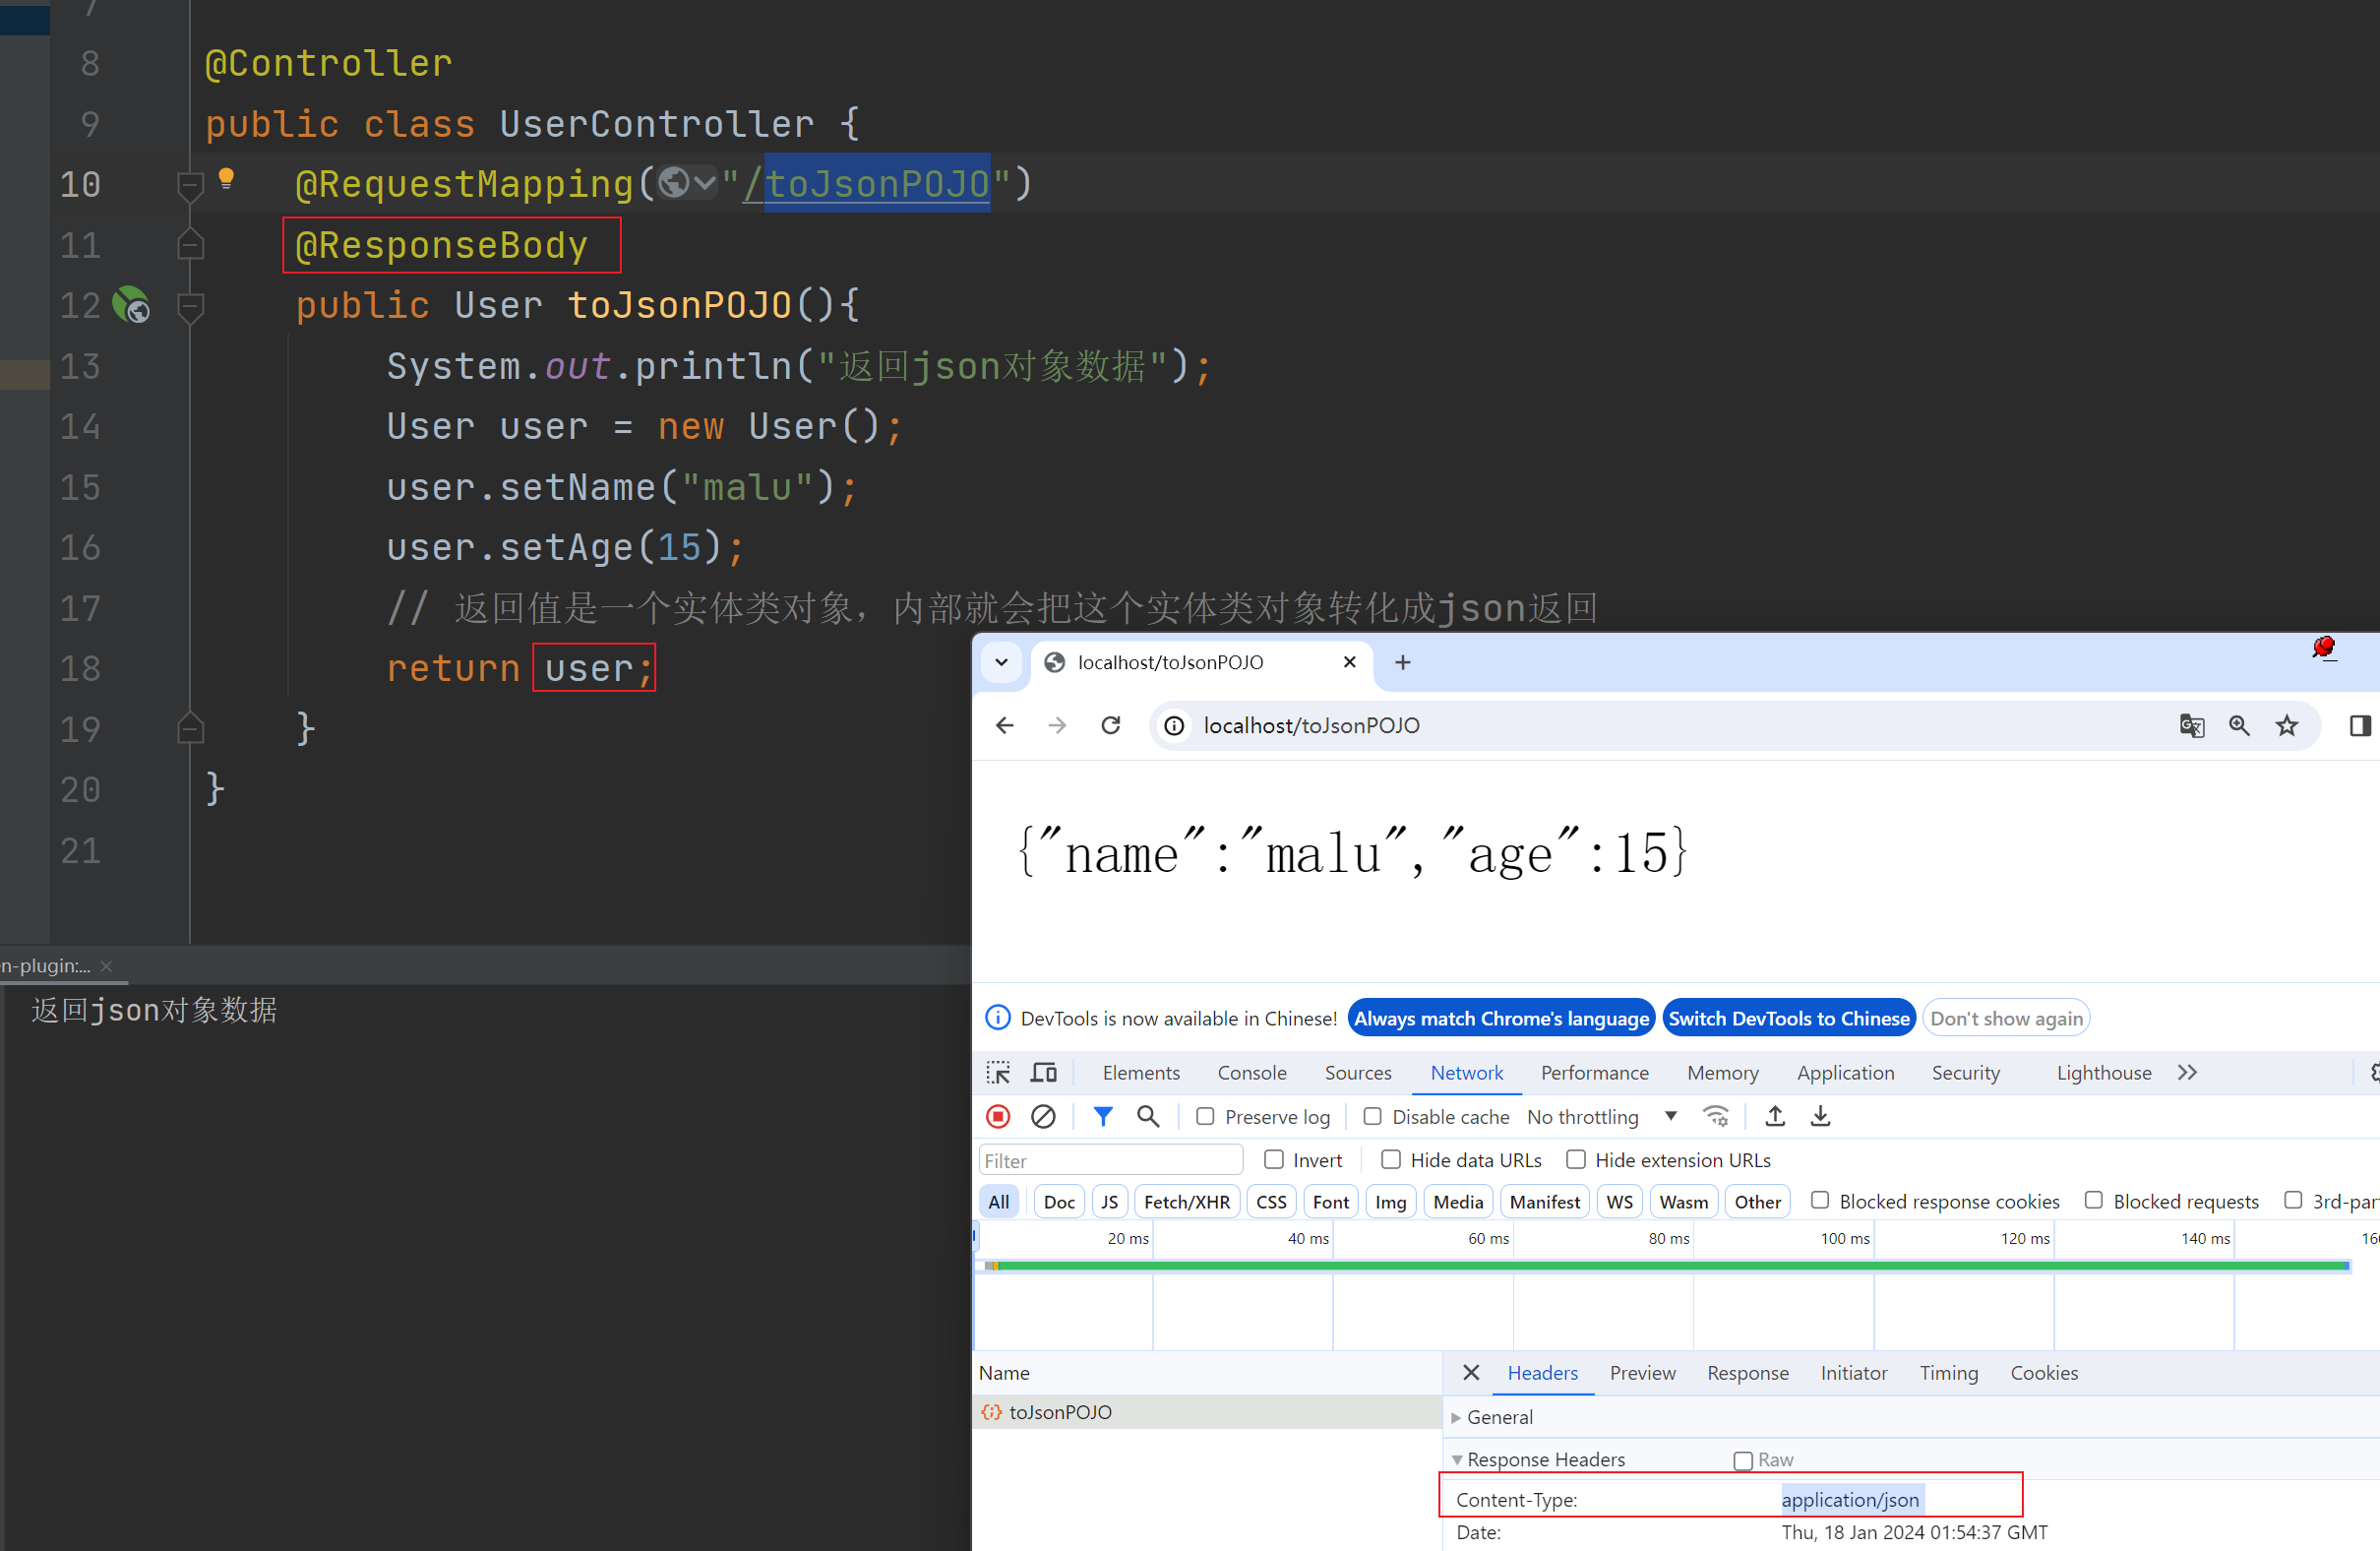 7
8 @Controller
9 public class UserController {
10 @RequestMapping("/toJsonPOJO")
11 @ResponseBody
12 public User toJsonPOJO(){
13 System.out.println("返回json对象数据");
14 User user = new User();
15 user.setName("malu");
16 user.setAge(15);
17 // 返回值是一个实体类对象，内部就会把这个实体类对象转化成json返回
18 return user;
19 }
20 }
21
n-plugin:...
返回json对象数据
localhost/toJsonPOJO
localhost/toJsonPOJO
{"name":"malu","age":15}
DevTools is now available in Chinese! Always match Chrome's language Switch DevTools to Chinese Don't show again
Elements Console Sources Network Performance Memory Application Security Lighthouse
Preserve log Disable cache No throttling
Filter Invert Hide data URLs Hide extension URLs
All Doc JS Fetch/XHR CSS Font Img Media Manifest WS Wasm Other Blocked response cookies Blocked requests 3rd-par
20 ms 40 ms 60 ms 80 ms 100 ms 120 ms 140 ms 160
Name Headers Preview Response Initiator Timing Cookies
toJsonPOJO
General
Response Headers Raw
Content-Type: application/json
Date: Thu, 18 Jan 2024 01:54:37 GMT